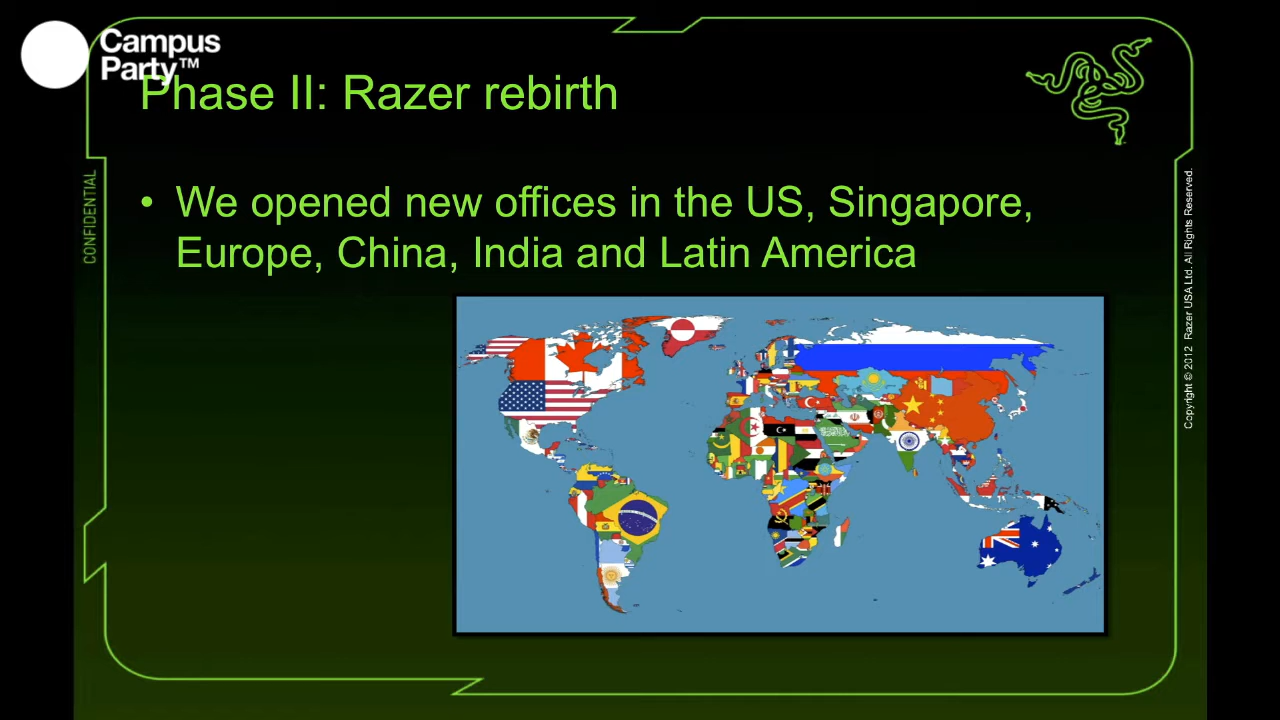 Campus
Party™
Phase II: Razer rebirth
• We opened new offices in the US, Singapore,
Europe, China, India and Latin America
CONFIDENTIAL
Copyright © 2012 Razer USA Ltd. All Rights Reserved.